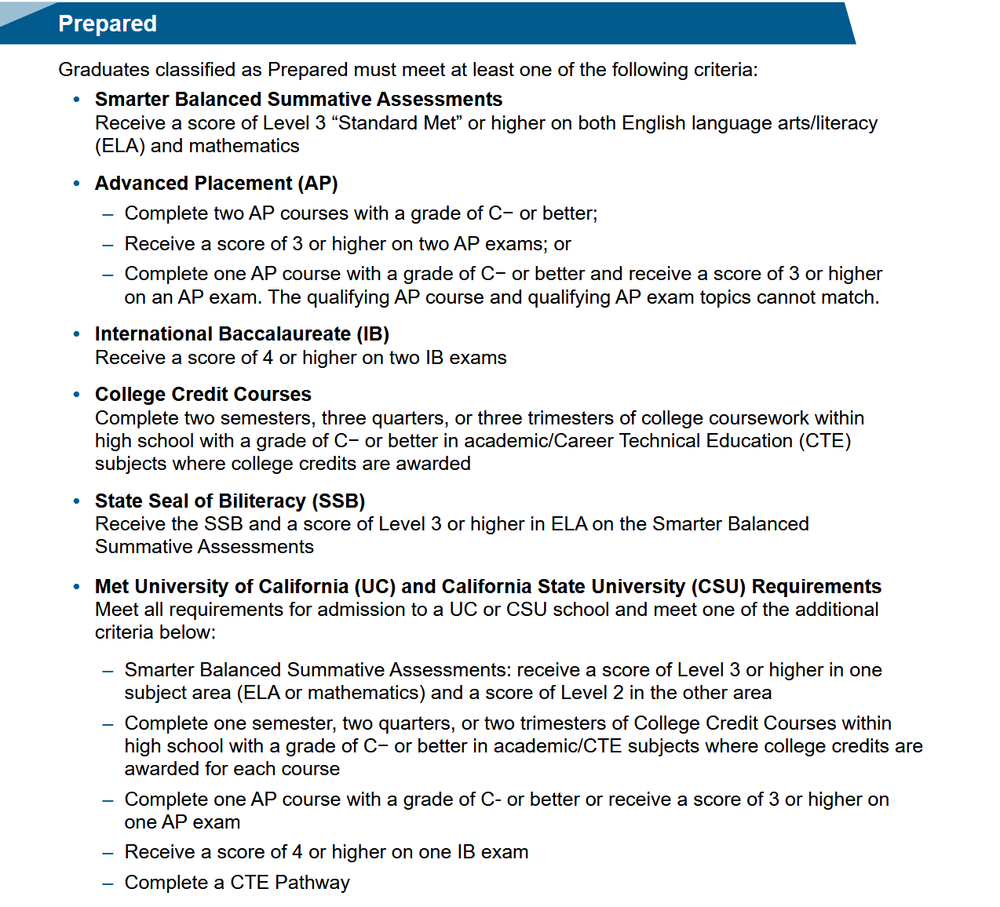 Prepared
Graduates classified as Prepared must meet at least one of the following criteria:
• Smarter Balanced Summative Assessments
Receive a score of Level 3 “Standard Met” or higher on both English language arts/literacy
(ELA) and mathematics
• Advanced Placement (AP)
– Complete two AP courses with a grade of C− or better;
– Receive a score of 3 or higher on two AP exams; or
– Complete one AP course with a grade of C− or better and receive a score of 3 or higher
on an AP exam. The qualifying AP course and qualifying AP exam topics cannot match.
• International Baccalaureate (IB)
Receive a score of 4 or higher on two IB exams
• College Credit Courses
Complete two semesters, three quarters, or three trimesters of college coursework within
high school with a grade of C− or better in academic/Career Technical Education (CTE)
subjects where college credits are awarded
• State Seal of Biliteracy (SSB)
Receive the SSB and a score of Level 3 or higher in ELA on the Smarter Balanced
Summative Assessments
• Met University of California (UC) and California State University (CSU) Requirements
Meet all requirements for admission to a UC or CSU school and meet one of the additional
criteria below:
– Smarter Balanced Summative Assessments: receive a score of Level 3 or higher in one
subject area (ELA or mathematics) and a score of Level 2 in the other area
– Complete one semester, two quarters, or two trimesters of College Credit Courses within
high school with a grade of C− or better in academic/CTE subjects where college credits are
awarded for each course
– Complete one AP course with a grade of C- or better or receive a score of 3 or higher on
one AP exam
– Receive a score of 4 or higher on one IB exam
– Complete a CTE Pathway